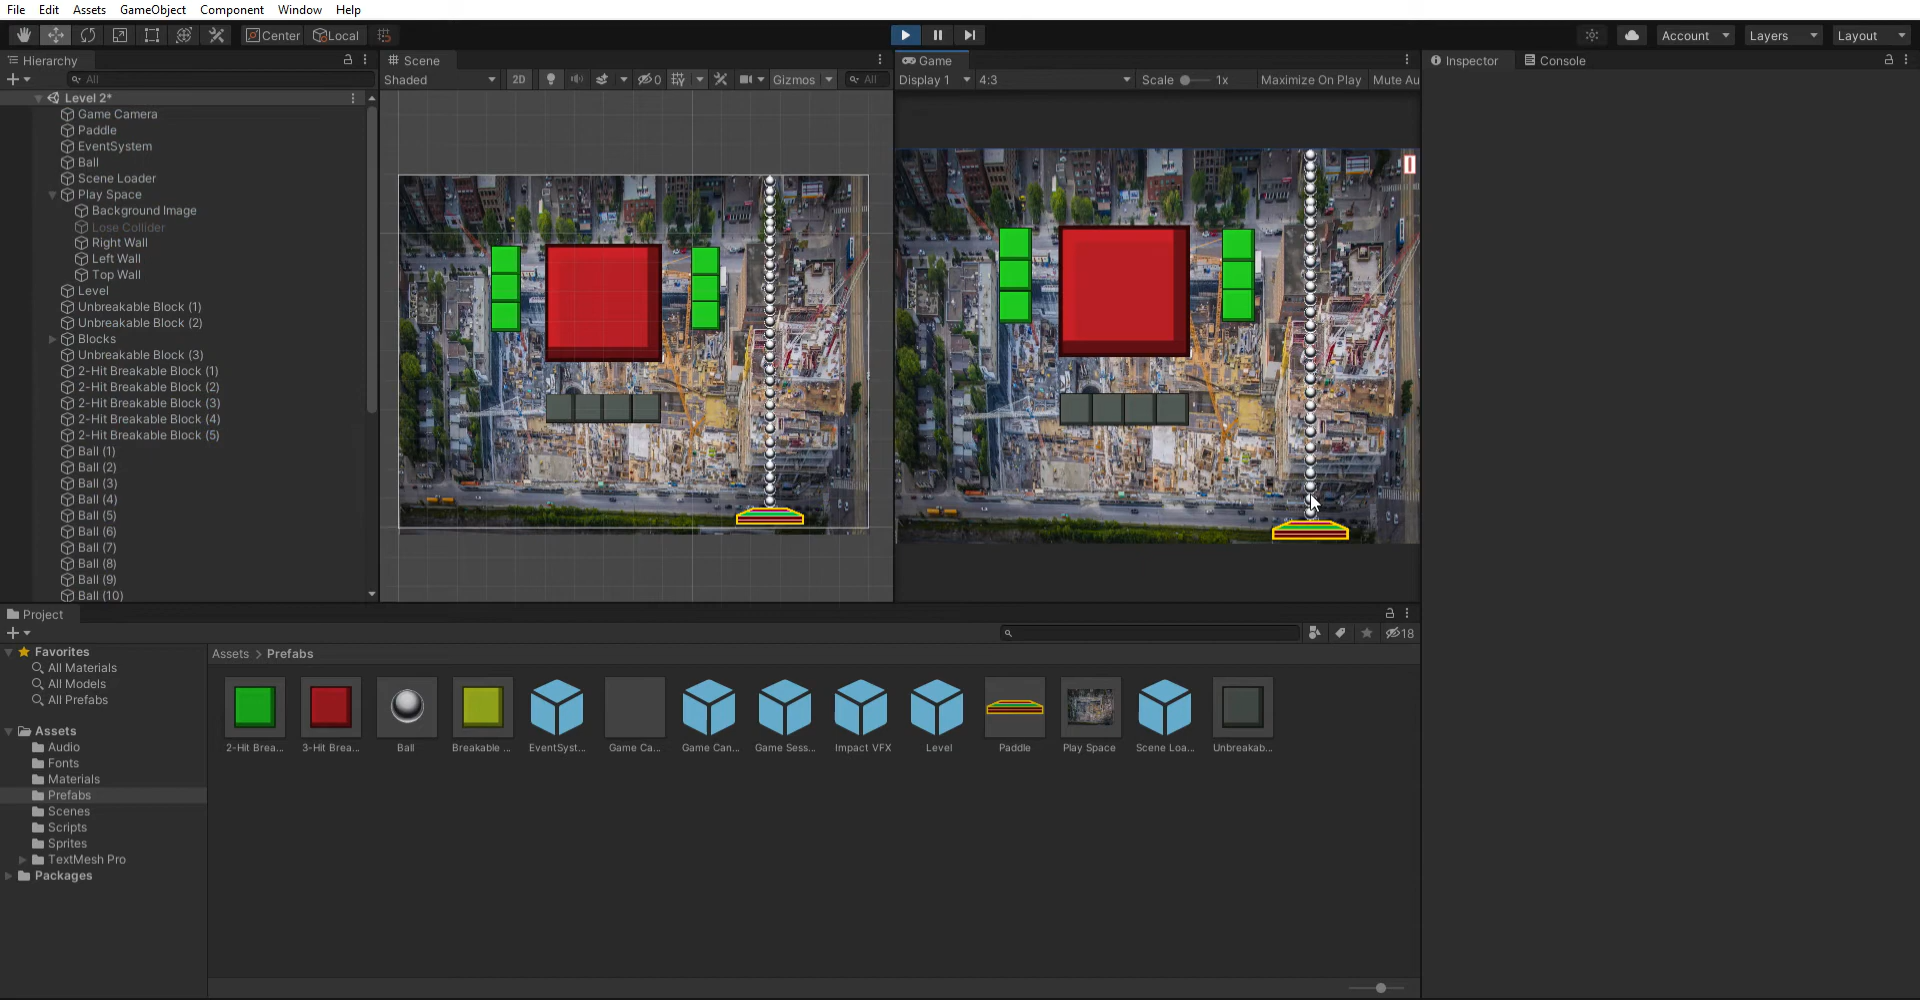 File Edit Assets GameObject Component Window Help
Center Local Account Layers Layout
Hierarchy
All
Level 2*
Game Camera
Paddle
EventSystem
Ball
Scene Loader
Play Space
Background Image
Lose Collider
Right Wall
Left Wall
Top Wall
Level
Unbreakable Block (1)
Unbreakable Block (2)
Blocks
Unbreakable Block (3)
2-Hit Breakable Block (1)
2-Hit Breakable Block (2)
2-Hit Breakable Block (3)
2-Hit Breakable Block (4)
2-Hit Breakable Block (5)
Ball (1)
Ball (2)
Ball (3)
Ball (4)
Ball (5)
Ball (6)
Ball (7)
Ball (8)
Ball (9)
Ball (10)
Scene
Shaded 2D 0 Gizmos All
Game
Display 1 4:3 Scale 1x Maximize On Play Mute Au
0
Inspector Console
Project
18
Favorites
All Materials
All Models
All Prefabs
Assets
Audio
Fonts
Materials
Prefabs
Scenes
Scripts
Sprites
TextMesh Pro
Packages
Assets > Prefabs
2-Hit Brea... 3-Hit Brea... Ball Breakable ... EventSyst... Game Ca... Game Can... Game Sess... Impact VFX Level Paddle Play Space Scene Loa... Unbreakab...